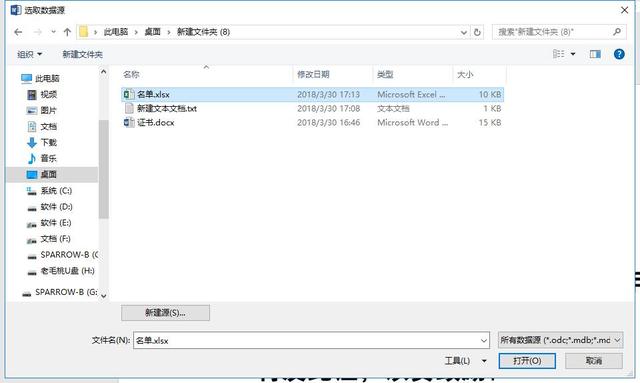 选取数据源
此电脑 > 桌面 > 新建文件夹 (8)
搜索"新建文件夹 (8)"
组织 新建文件夹
名称 修改日期 类型 大小
此电脑
视频
图片
文档
下载
音乐
桌面
系统 (C:)
软件 (D:)
软件 (E:)
文档 (F:)
SPARROW-B (G
老毛桃U盘 (H:)
SPARROW-B (G:
名单.xlsx 2018/3/30 17:13 Microsoft Excel ... 10 KB
新建文本文档.txt 2018/3/30 17:08 文本文档 1 KB
证书.docx 2018/3/30 16:46 Microsoft Word ... 15 KB
新建源(S)...
文件名(N): 名单.xlsx
所有数据源 (*.odc;*.mdb;*.md
工具(L) 打开(O) 取消